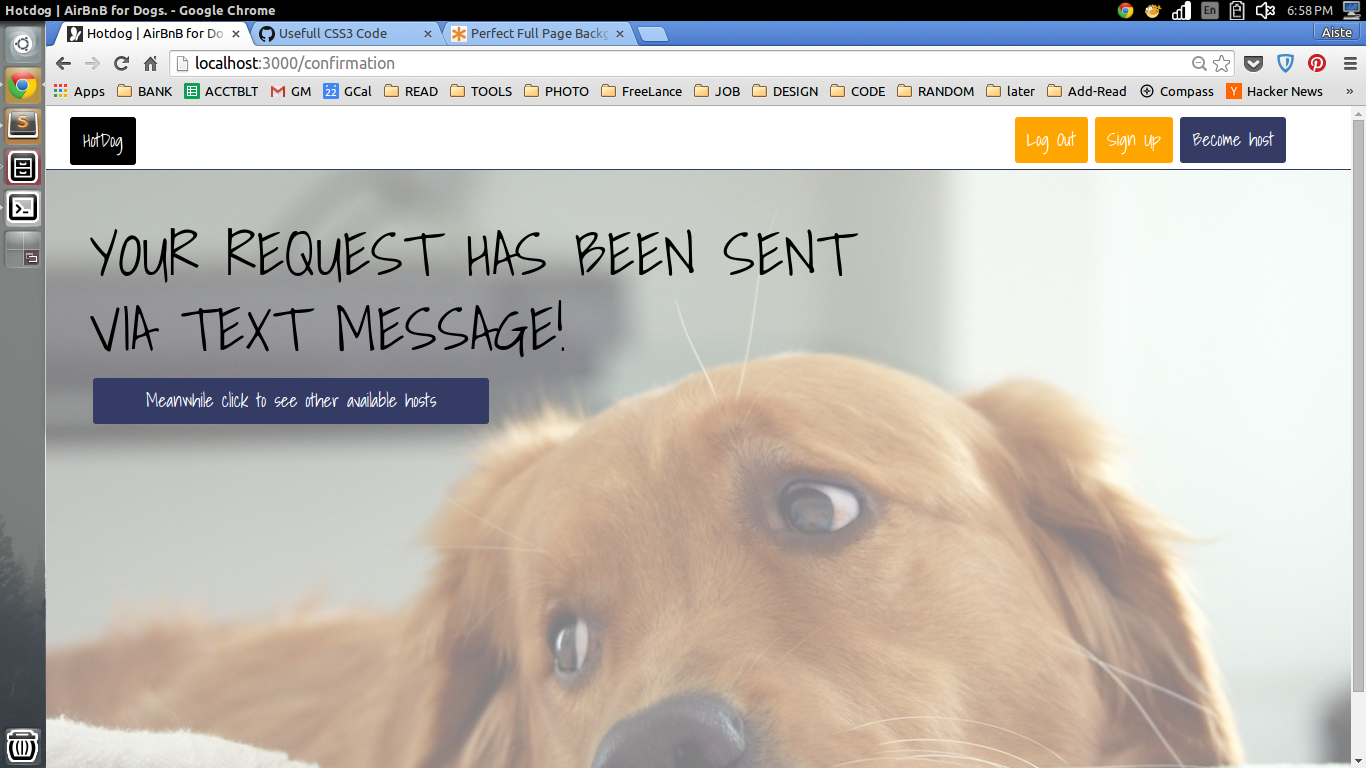 Hotdog | AirBnB for Dogs. - Google Chrome
En
6:58 PM
Hotdog | AirBnB for Do
Usefull CSS3 Code
Perfect Full Page Backg
Aiste
localhost:3000/confirmation
Apps
BANK
ACCTBLT
GM
22 GCal
READ
TOOLS
PHOTO
FreeLance
JOB
DESIGN
CODE
RANDOM
later
Add-Read
Compass
Y Hacker News
»
HotDog
Log Out
Sign Up
Become host
YOUR REQUEST HAS BEEN SENT
VIA TEXT MESSAGE!
Meanwhile click to see other available hosts